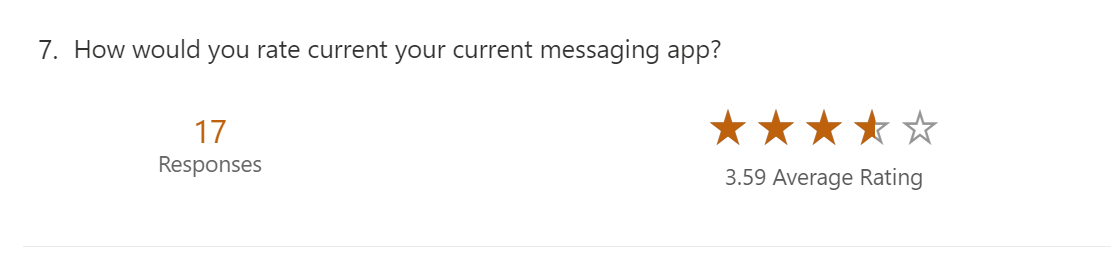 7. How would you rate current your current messaging app?
17
Responses
3.59 Average Rating